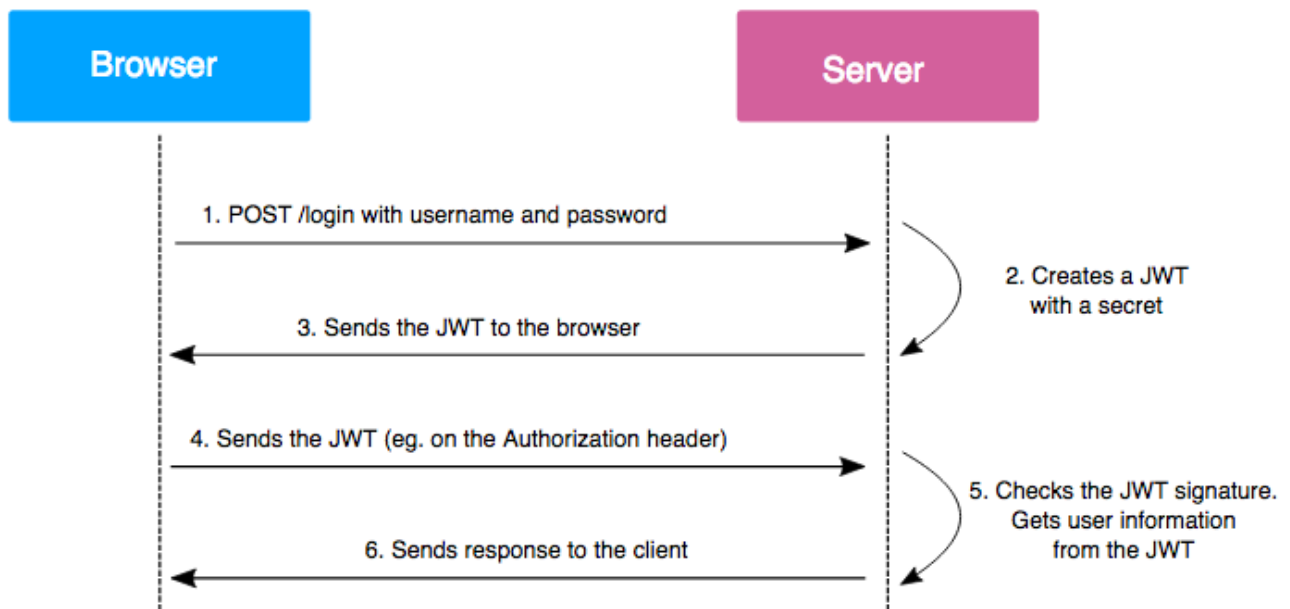 Browser
Server
1. POST /login with username and password
2. Creates a JWT
with a secret
3. Sends the JWT to the browser
4. Sends the JWT (eg. on the Authorization header)
5. Checks the JWT signature.
Gets user information
from the JWT
6. Sends response to the client